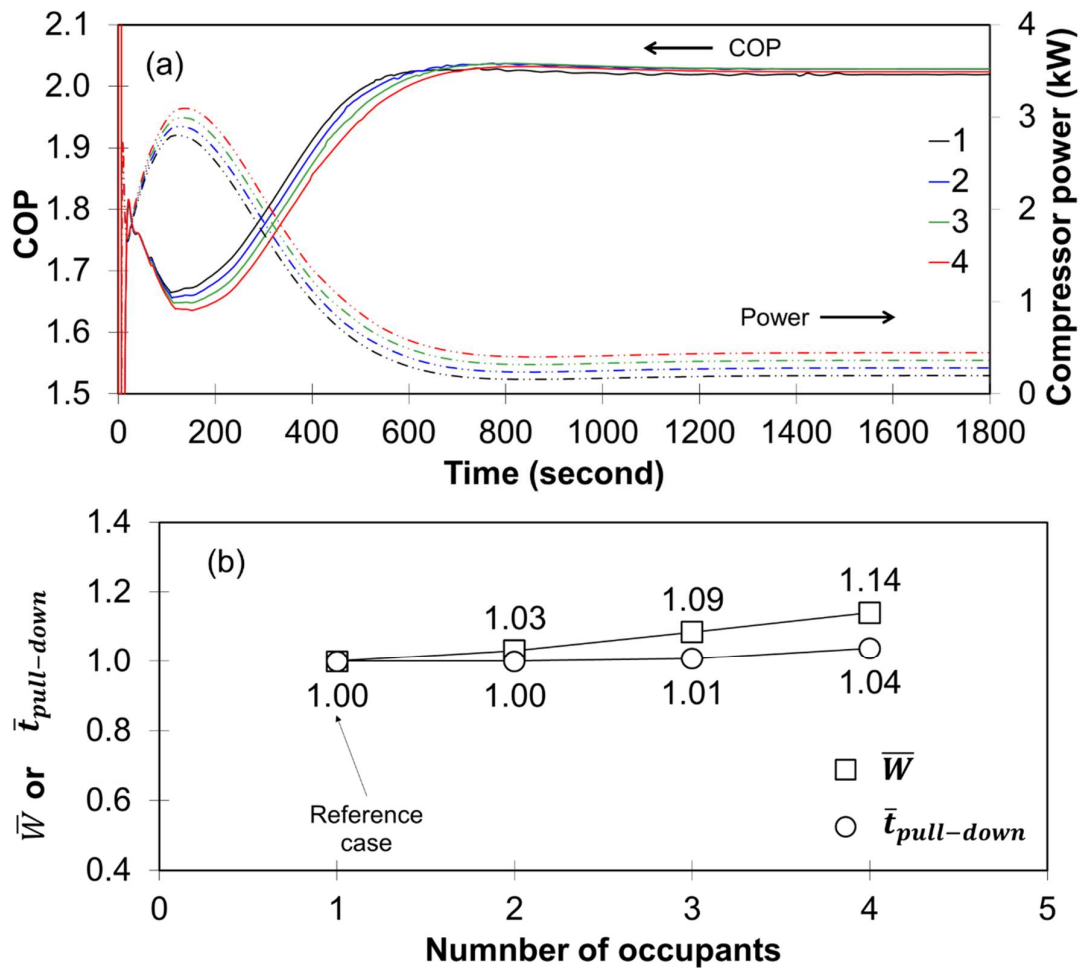 2.1
2.0
1.9
1.8
1.7
1.6
1.5
COP
(a)
COP
1
2
3
4
Power
4
3
2
1
0
Compressor power (kW)
0 200 400 600 800 1000 1200 1400 1600 1800
Time (second)
1.4
1.2
1.0
0.8
0.6
0.4
W̅ or t̄pull−down
(b)
1.03
1.09
1.14
1.00
1.00
1.01
1.04
Reference
case
W̅
t̄pull−down
0 1 2 3 4 5
Numnber of occupants